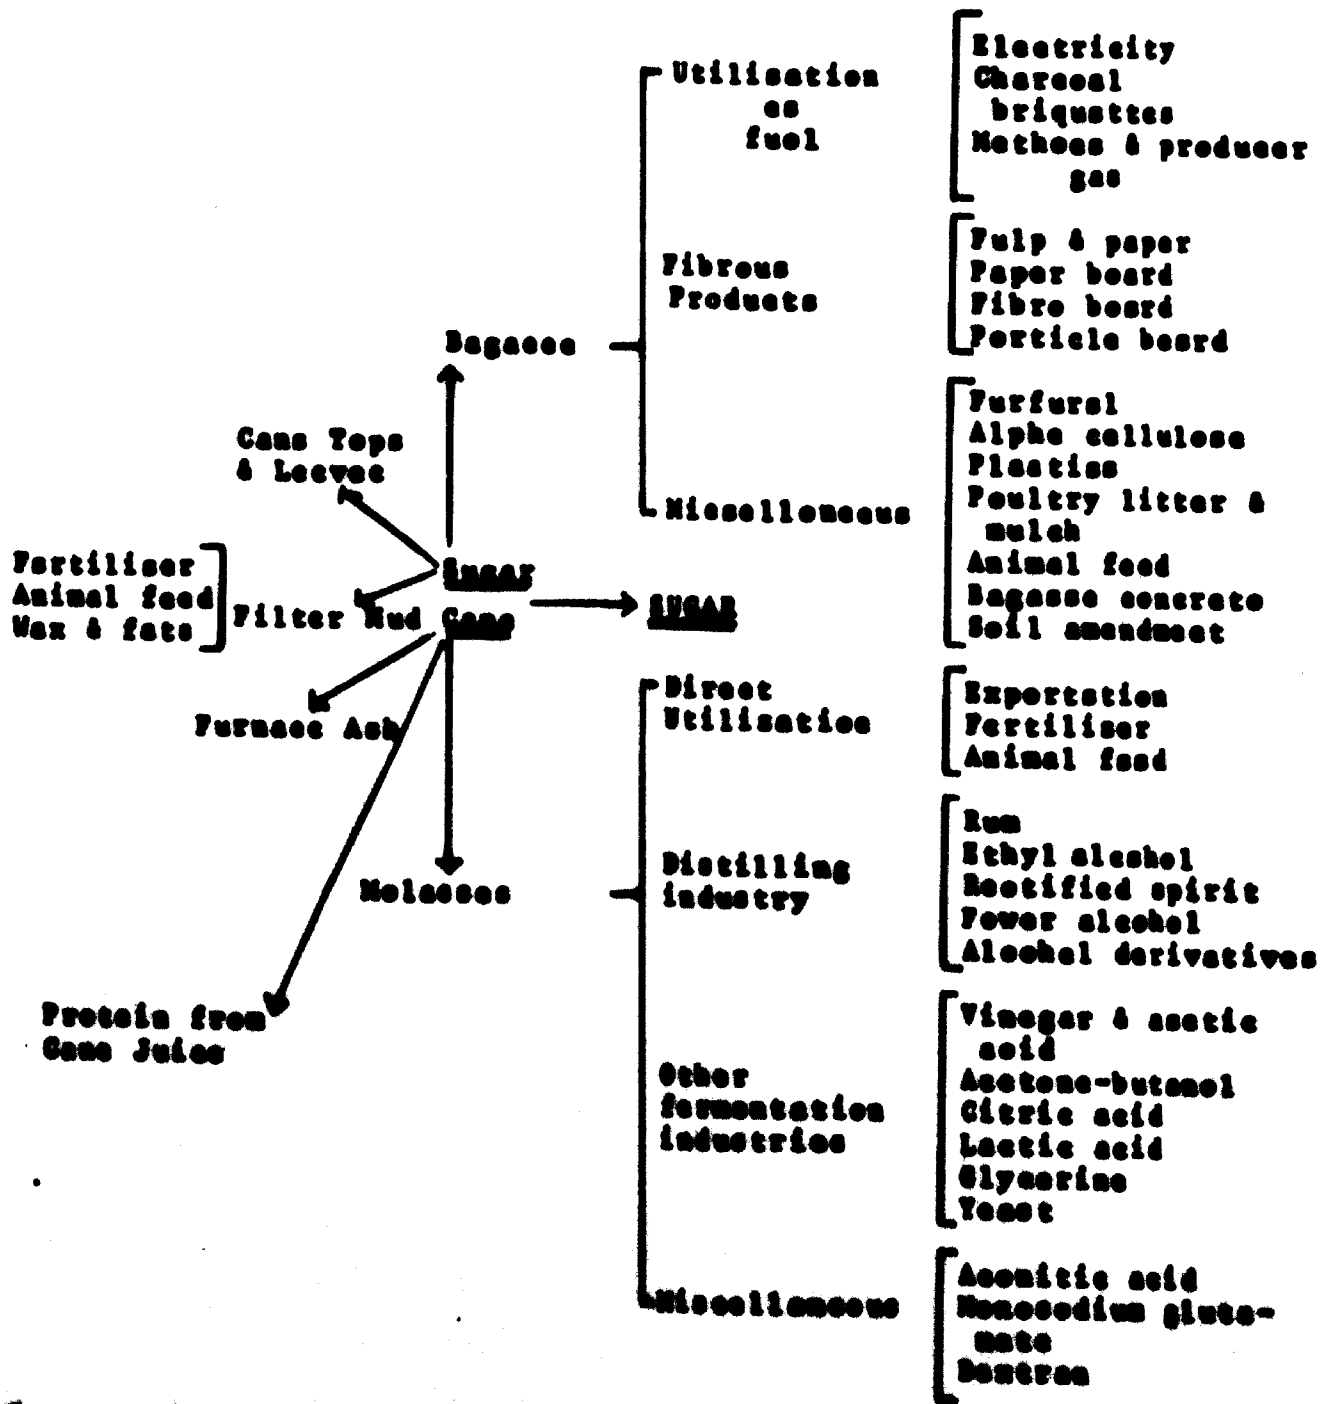 Utilisation
as
fuel
Electricity
Charcoal
briquettes
Methane & producer
gas
Fibrous
Products
Pulp & paper
Paper board
Fibre board
Particle board
Bagasse
Miscellaneous
Furfural
Alpha cellulose
Plastics
Poultry litter &
mulch
Animal feed
Bagasse concrete
Soil amendment
Cane Tops
& Leaves
Fertiliser
Animal feed
Wax & fats
Filter Mud
Sugar
Cane
SUGAR
Furnace Ash
Direct
Utilisation
Exportation
Fertiliser
Animal feed
Molasses
Distilling
industry
Rum
Ethyl alcohol
Rectified spirit
Power alcohol
Alcohol derivatives
Protein from
Cane Juice
Other
fermentation
industries
Vinegar & acetic
acid
Acetone-butanol
Citric acid
Lactic acid
Glycerine
Yeast
Miscellaneous
Aconitic acid
Monosodium gluta-
mate
Dextran